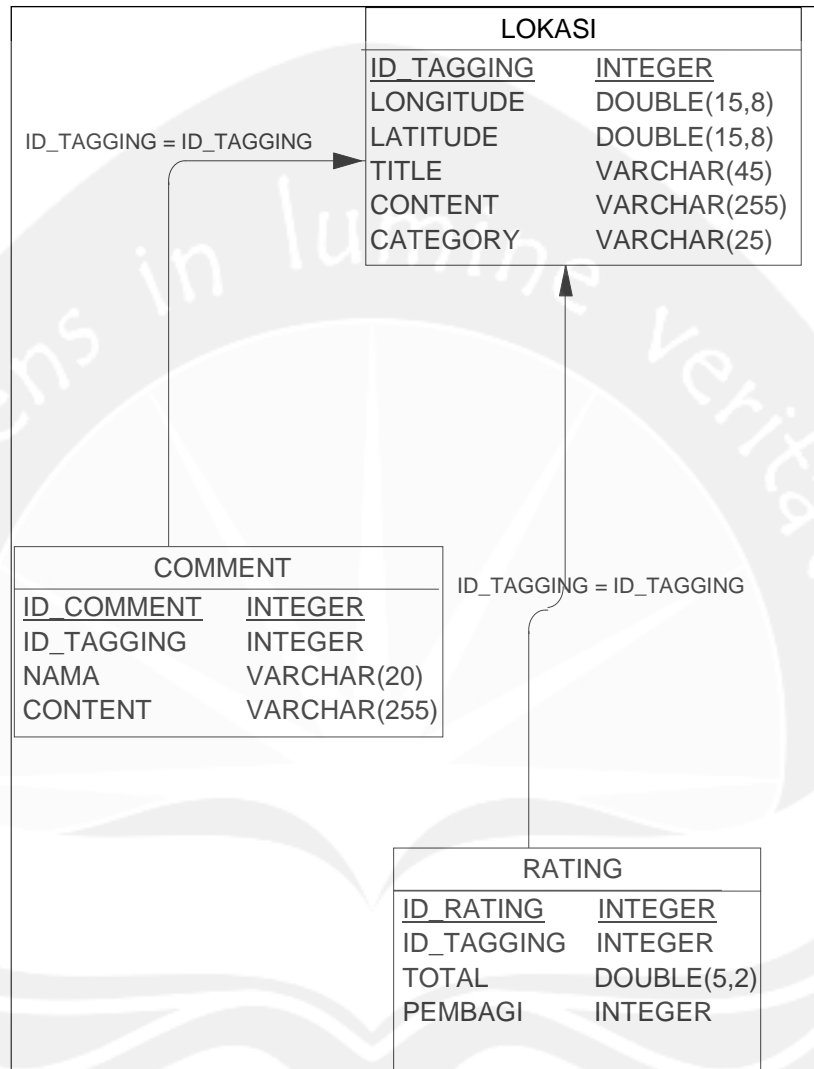 LOKASI
ID_TAGGING INTEGER
LONGITUDE DOUBLE(15,8)
LATITUDE DOUBLE(15,8)
TITLE VARCHAR(45)
CONTENT VARCHAR(255)
CATEGORY VARCHAR(25)
ID_TAGGING = ID_TAGGING
in lumine
COMMENT
ID_COMMENT INTEGER
ID_TAGGING INTEGER
NAMA VARCHAR(20)
CONTENT VARCHAR(255)
ID_TAGGING = ID_TAGGING
RATING
ID_RATING INTEGER
ID_TAGGING INTEGER
TOTAL DOUBLE(5,2)
PEMBAGI INTEGER